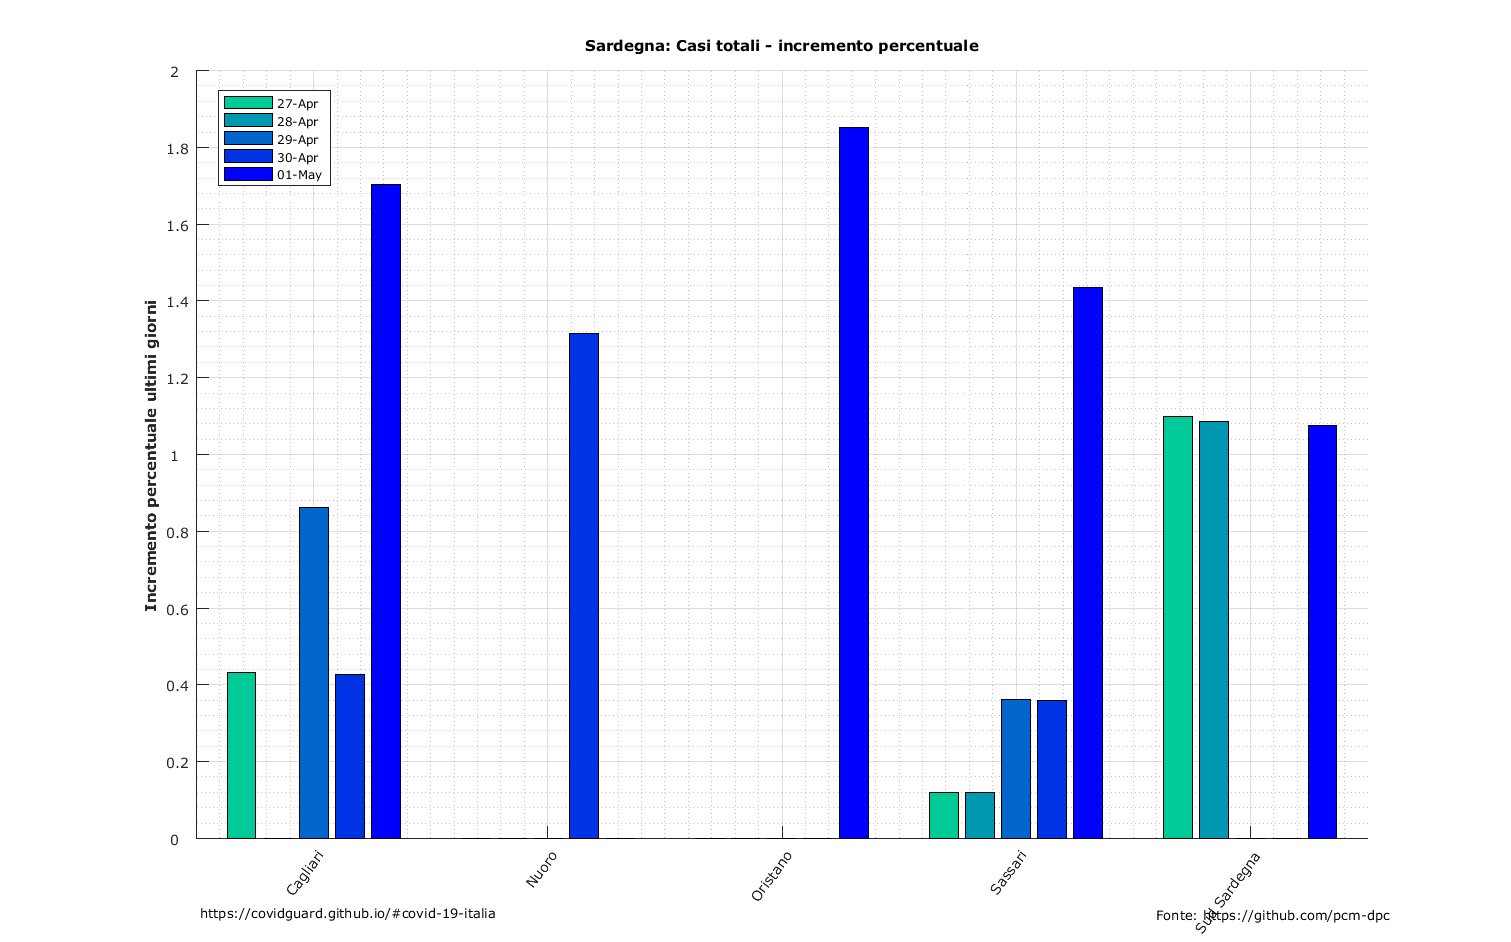 Sardegna: Casi totali - incremento percentuale
2
1.8
1.6
1.4
1.2
1
0.8
0.6
0.4
0.2
0
Incremento percentuale ultimi giorni
27-Apr
28-Apr
29-Apr
30-Apr
01-May
Cagliari
Nuoro
Oristano
Sassari
Sud Sardegna
https://covidguard.github.io/#covid-19-italia
Fonte: https://github.com/pcm-dpc